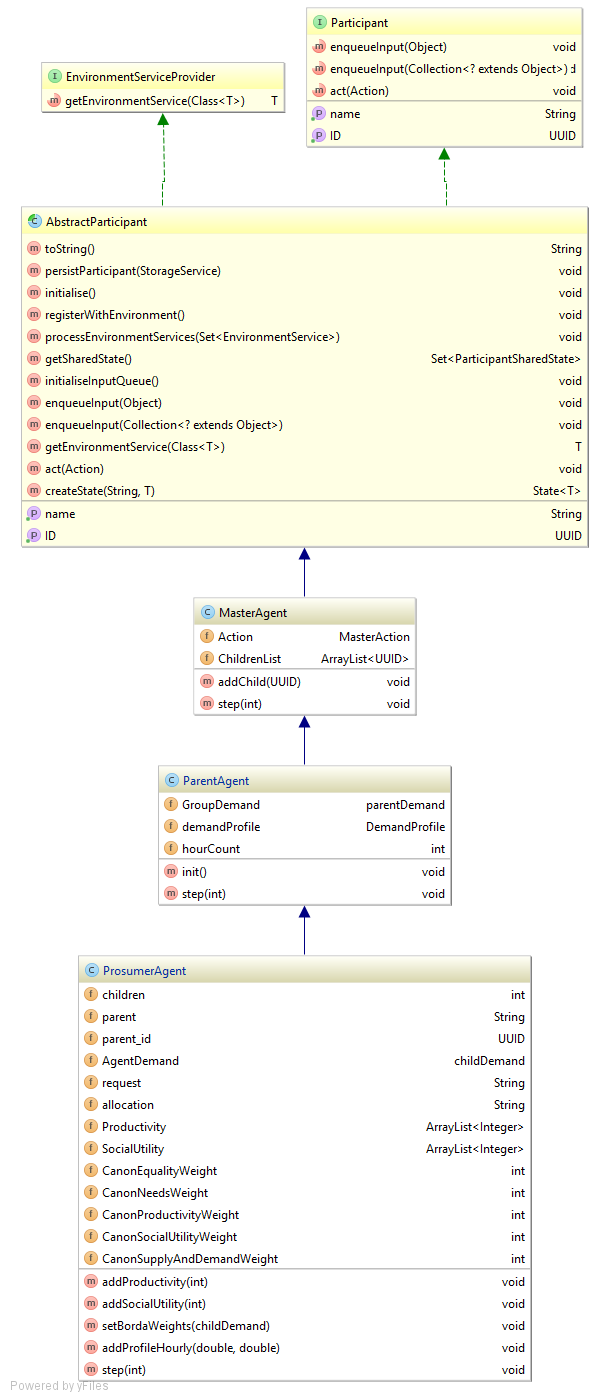 I Participant
m enqueueInput(Object) void
m enqueueInput(Collection<? extends Object>) d
m act(Action) void
P name String
P ID UUID
I EnvironmentServiceProvider
m getEnvironmentService(Class<T>) T
C AbstractParticipant
m toString() String
m persistParticipant(StorageService) void
m initialise() void
m registerWithEnvironment() void
m processEnvironmentServices(Set<EnvironmentService>) void
m getSharedState() Set<ParticipantSharedState>
m initialiseInputQueue() void
m enqueueInput(Object) void
m enqueueInput(Collection<? extends Object>) void
m getEnvironmentService(Class<T>) T
m act(Action) void
m createState(String, T) State<T>
P name String
P ID UUID
C MasterAgent
f Action MasterAction
f ChildrenList ArrayList<UUID>
m addChild(UUID) void
m step(int) void
C ParentAgent
f GroupDemand parentDemand
f demandProfile DemandProfile
f hourCount int
m init() void
m step(int) void
C ProsumerAgent
f children int
f parent String
f parent_id UUID
f AgentDemand childDemand
f request String
f allocation String
f Productivity ArrayList<Integer>
f SocialUtility ArrayList<Integer>
f CanonEqualityWeight int
f CanonNeedsWeight int
f CanonProductivityWeight int
f CanonSocialUtilityWeight int
f CanonSupplyAndDemandWeight int
m addProductivity(int) void
m addSocialUtility(int) void
m setBordaWeights(childDemand) void
m addProfileHourly(double, double) void
m step(int) void
Powered by yFiles